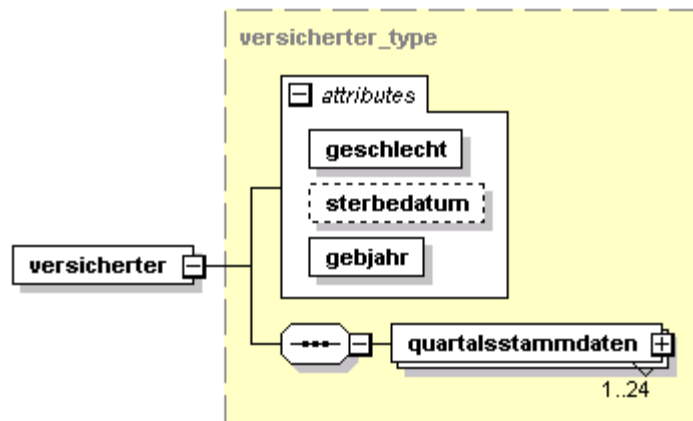 versicherter_type
attributes
geschlecht
sterbedatum
gebjahr
versicherter
quartalsstammdaten
1..24